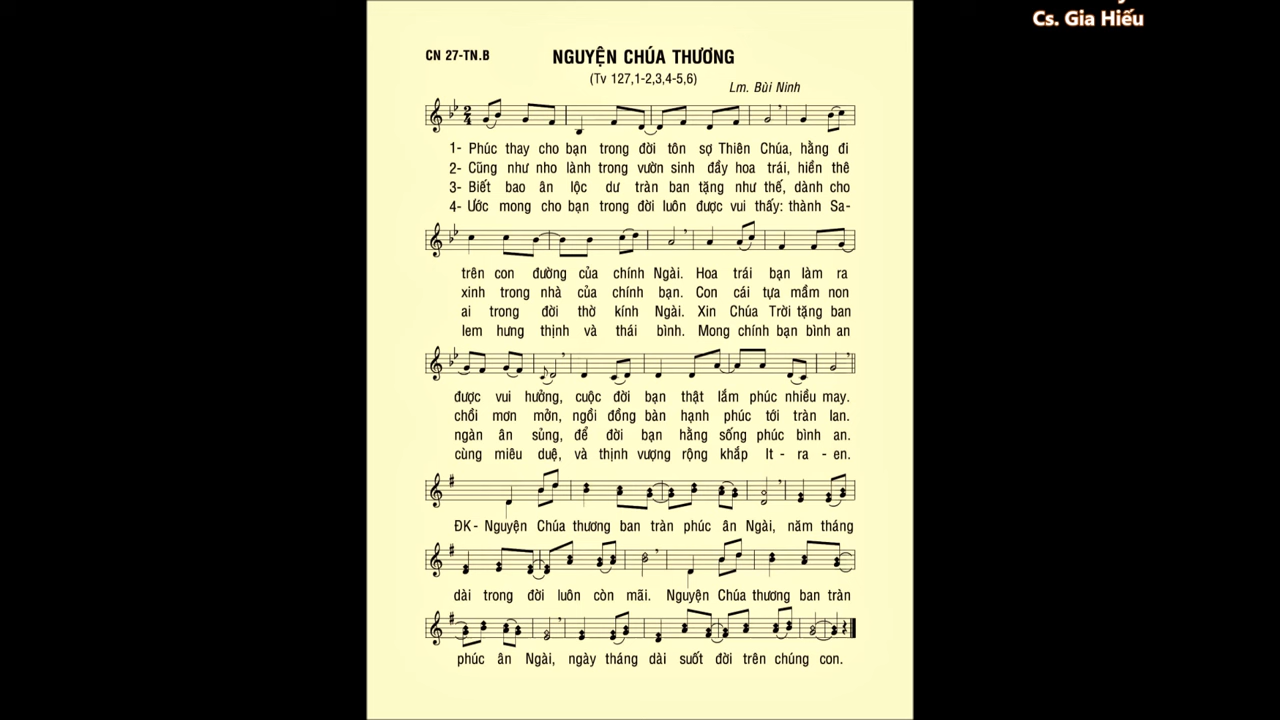 Cs. Gia Hiếu
CN 27-TN.B
NGUYỆN CHÚA THƯƠNG
(Tv 127,1-2,3,4-5,6)
Lm. Bùi Ninh
1- Phúc thay cho bạn trong đời tôn sợ Thiên Chúa, hằng đi
2- Cũng như nho lành trong vườn sinh đầy hoa trái, hiền thê
3- Biết bao ân lộc dư tràn ban tặng như thế, dành cho
4- Ước mong cho bạn trong đời luôn được vui thấy: thành Sa-
trên con đường của chính Ngài. Hoa trái bạn làm ra
xinh trong nhà của chính bạn. Con cái tựa mầm non
ai trong đời thờ kính Ngài. Xin Chúa Trời tặng ban
lem hưng thịnh và thái bình. Mong chính bạn bình an
được vui hưởng, cuộc đời bạn thật lắm phúc nhiều may.
chồi mơn mởn, ngồi đồng bàn hạnh phúc tới tràn lan.
ngàn ân sủng, để đời bạn hằng sống phúc bình an.
cùng miêu duệ, và thịnh vượng rộng khắp It - ra - en.
ĐK- Nguyện Chúa thương ban tràn phúc ân Ngài, năm tháng
dài trong đời luôn còn mãi. Nguyện Chúa thương ban tràn
phúc ân Ngài, ngày tháng dài suốt đời trên chúng con.